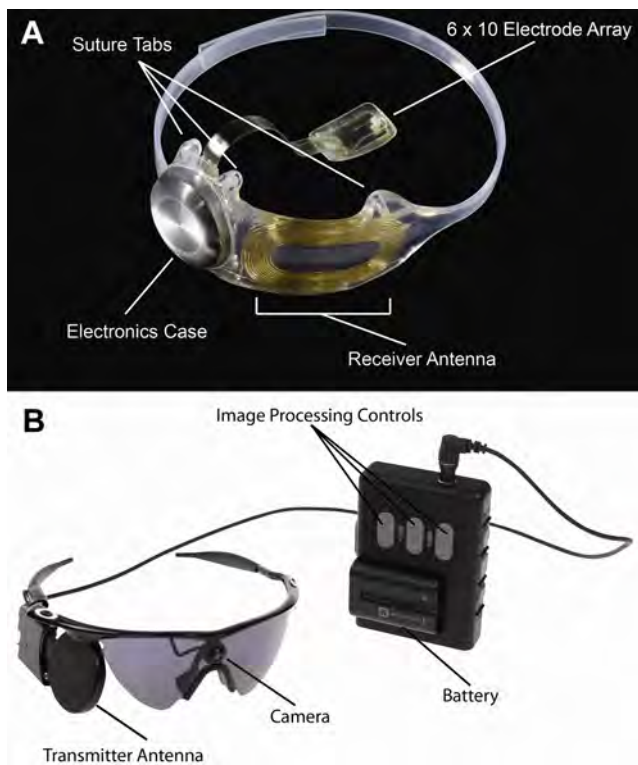 A
Suture Tabs
6 x 10 Electrode Array
Electronics Case
Receiver Antenna
B
Image Processing Controls
Battery
Camera
Transmitter Antenna